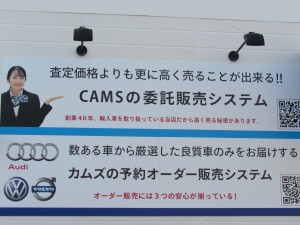 査定価格よりも更に高く売ることが出来る!!
CAMSの委託販売システム
創業40年、輸入車を取り扱っている当店だから高く売る秘密があります。
Audi
数ある車から厳選した良質車のみをお届けする
カムズの予約オーダー販売システム
VOLVO
オーダー販売には3つの安心が揃っている!